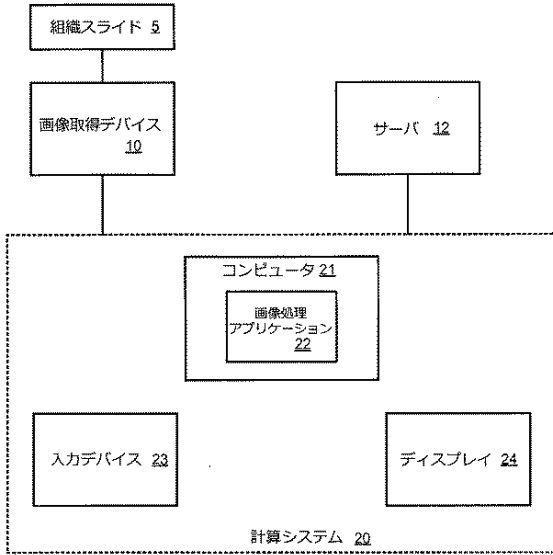 組織スライド 5
画像取得デバイス
10
サーバ 12
コンピュータ 21
画像処理
アプリケーション
22
入力デバイス 23
ディスプレイ 24
計算システム 20